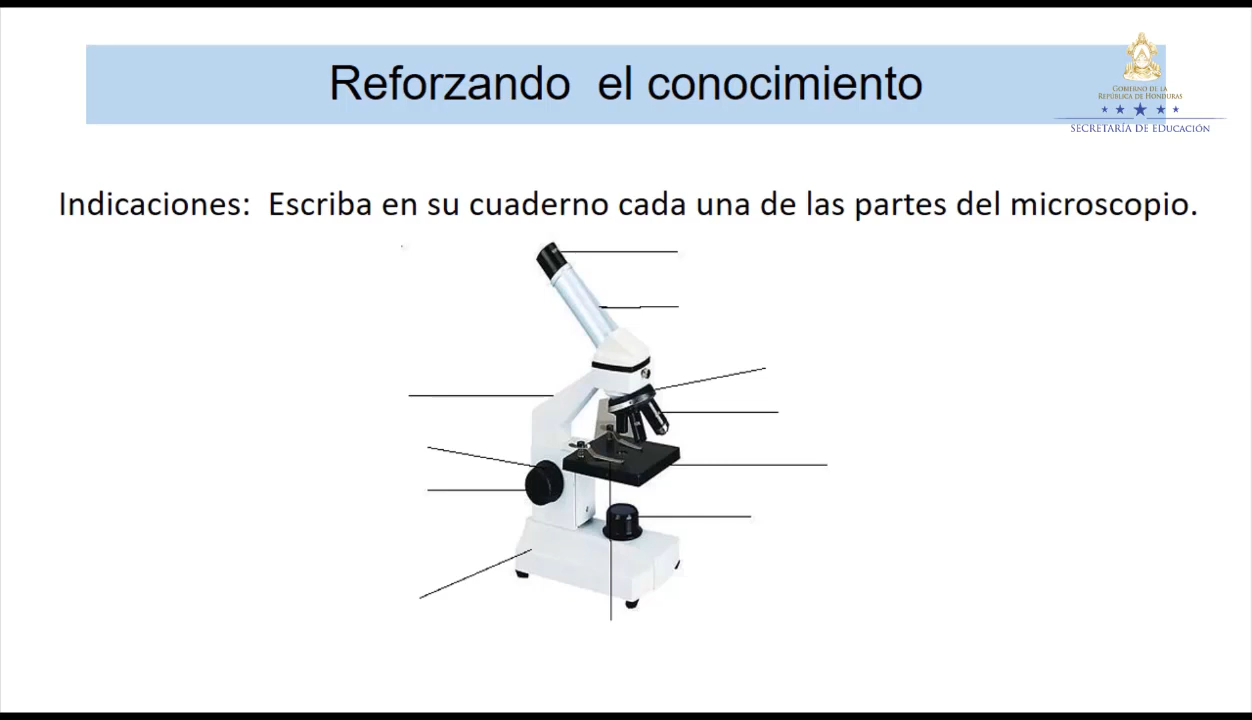 Reforzando el conocimiento
GOBIERNO DE LA
REPÚBLICA DE HONDURAS
SECRETARÍA DE EDUCACIÓN
Indicaciones: Escriba en su cuaderno cada una de las partes del microscopio.